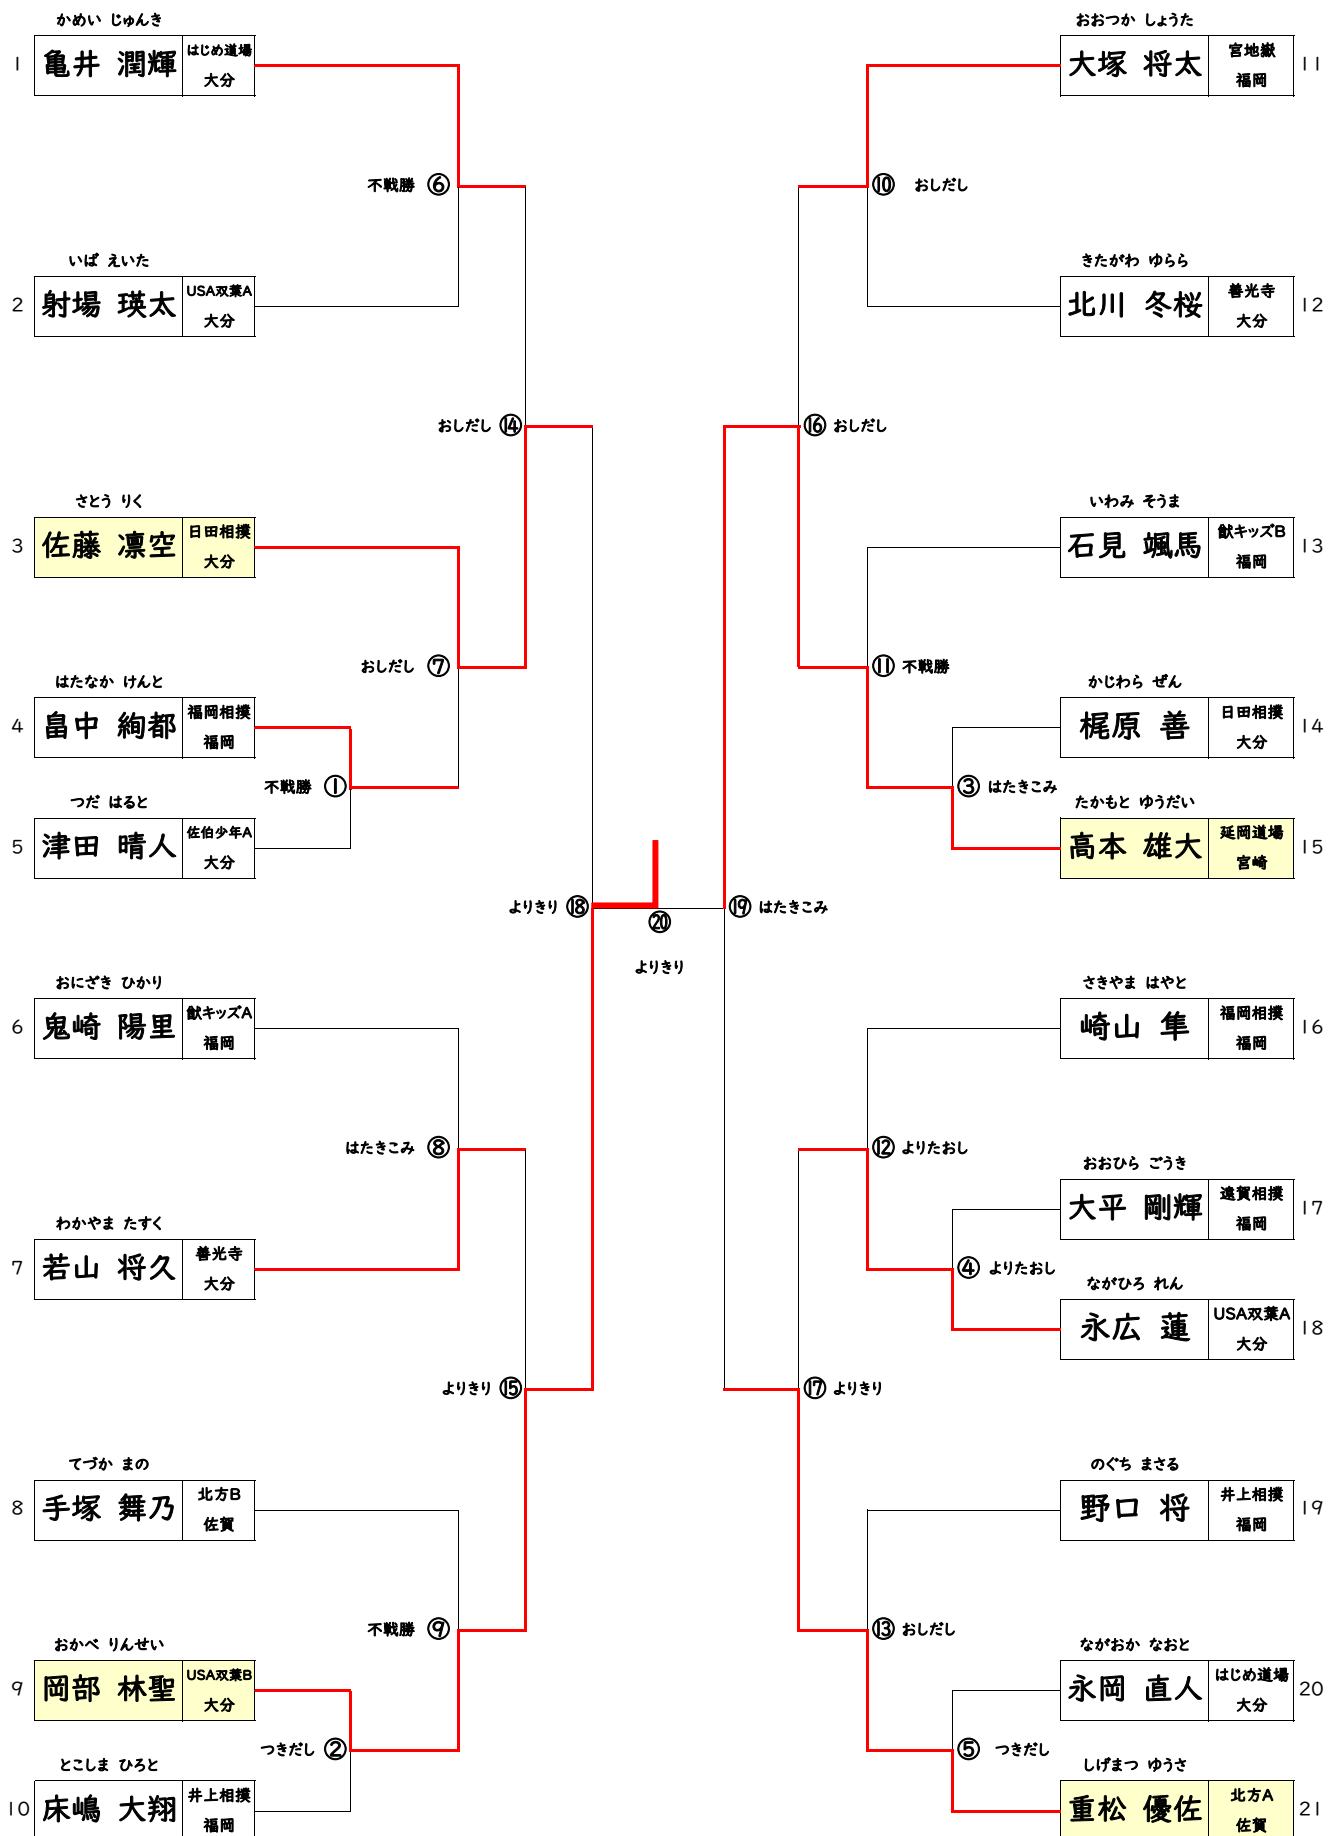 かめい じゅんき
1 亀井 潤輝 はじめ道場
大分
不戦勝 ⑥
いば えいた
2 射場 瑛太 USA双葉A
大分
おしだし ⑭
さとう りく
3 佐藤 凛空 日田相撲
大分
おしだし ⑦
はたなか けんと
4 畠中 絢都 福岡相撲
福岡
不戦勝 ①
つだ はると
5 津田 晴人 佐伯少年A
大分
よりきり ⑱
おにざき ひかり
6 鬼崎 陽里 猷キッズA
福岡
はたきこみ ⑧
わかやま たすく
7 若山 将久 善光寺
大分
よりきり ⑮
てづか まの
8 手塚 舞乃 北方B
佐賀
不戦勝 ⑨
おかべ りんせい
9 岡部 林聖 USA双葉B
大分
つきだし ②
とこしま ひろと
10 床嶋 大翔 井上相撲
福岡
⑳
よりきり
おおつか しょうた
大塚 将太 宮地嶽 11
福岡
⑩ おしだし
きたがわ ゆらら
北川 冬桜 善光寺 12
大分
⑯ おしだし
いわみ そうま
石見 颯馬 猷キッズB 13
福岡
⑪ 不戦勝
かじわら ぜん
梶原 善 日田相撲 14
大分
③ はたきこみ
たかもと ゆうだい
高本 雄大 延岡道場 15
宮崎
⑲ はたきこみ
さきやま はやと
崎山 隼 福岡相撲 16
福岡
⑫ よりたおし
おおひら ごうき
大平 剛輝 遠賀相撲 17
福岡
④ よりたおし
ながひろ れん
永広 蓮 USA双葉A 18
大分
⑰ よりきり
のぐち まさる
野口 将 井上相撲 19
福岡
⑬ おしだし
ながおか なおと
永岡 直人 はじめ道場 20
大分
⑤ つきだし
しげまつ ゆうさ
重松 優佐 北方A 21
佐賀